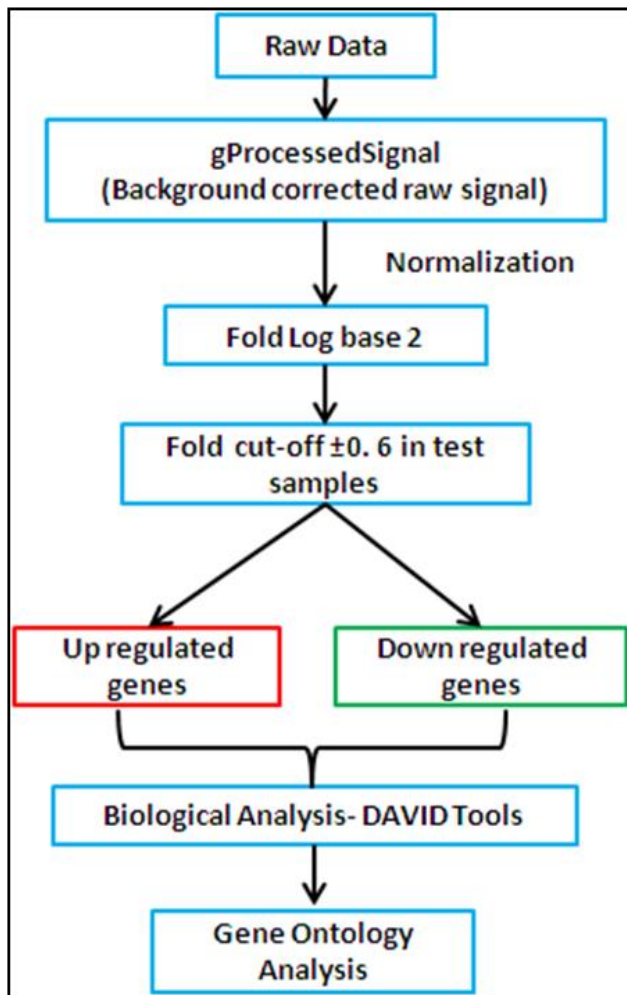 Raw Data
gProcessedSignal
(Background corrected raw signal)
Normalization
Fold Log base 2
Fold cut-off ±0. 6 in test
samples
Up regulated
genes
Down regulated
genes
Biological Analysis- DAVID Tools
Gene Ontology
Analysis